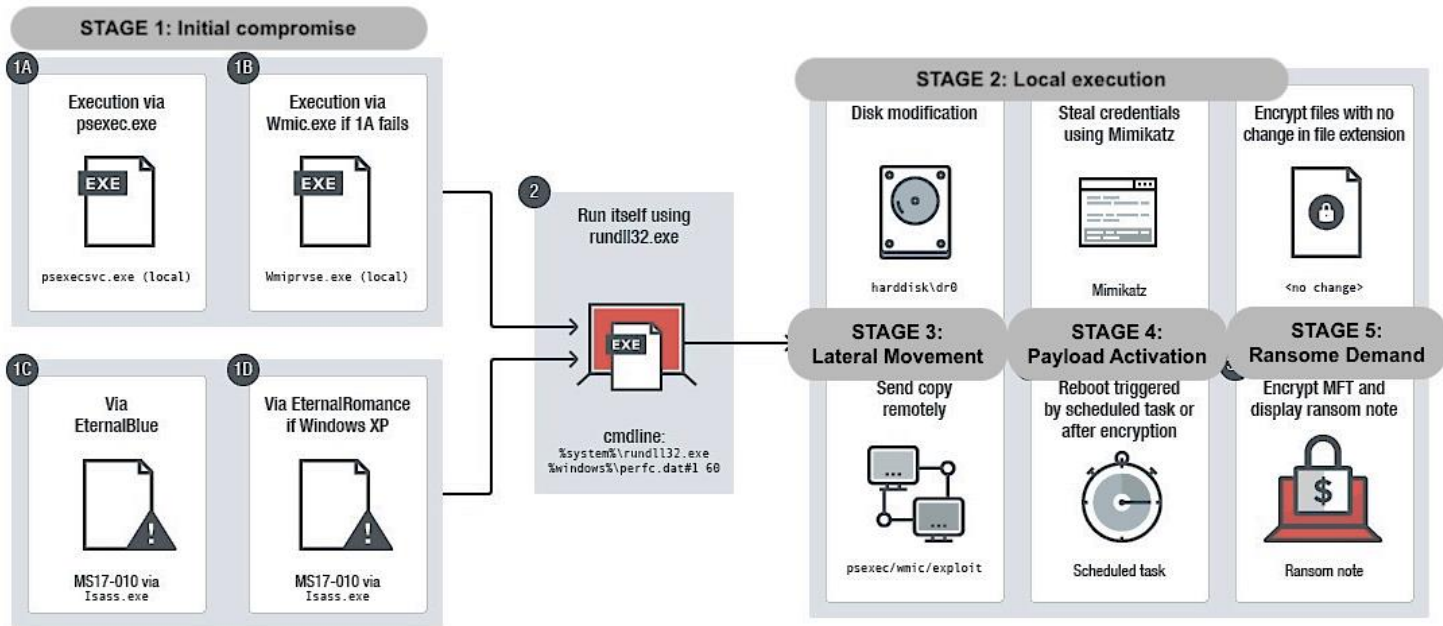 STAGE 1: Initial compromise
1A
Execution via
psexec.exe
EXE
psexecsvc.exe (local)
1B
Execution via
Wmic.exe if 1A fails
EXE
Wmiprvse.exe (local)
1C
Via
EternalBlue
!
MS17-010 via
Isass.exe
1D
Via EternalRomance
if Windows XP
!
MS17-010 via
Isass.exe
2
Run itself using
rundll32.exe
EXE
cmdline:
%system%\rundll32.exe
%windows%\perfc.dat#1 60
STAGE 2: Local execution
Disk modification
harddisk\dr0
Steal credentials
using Mimikatz
Mimikatz
Encrypt files with no
change in file extension
<no change>
STAGE 3:
Lateral Movement
Send copy
remotely
...
...
psexec/wmic/exploit
STAGE 4:
Payload Activation
Reboot triggered
by scheduled task or
after encryption
Scheduled task
STAGE 5:
Ransome Demand
Encrypt MFT and
display ransom note
$
Ransom note